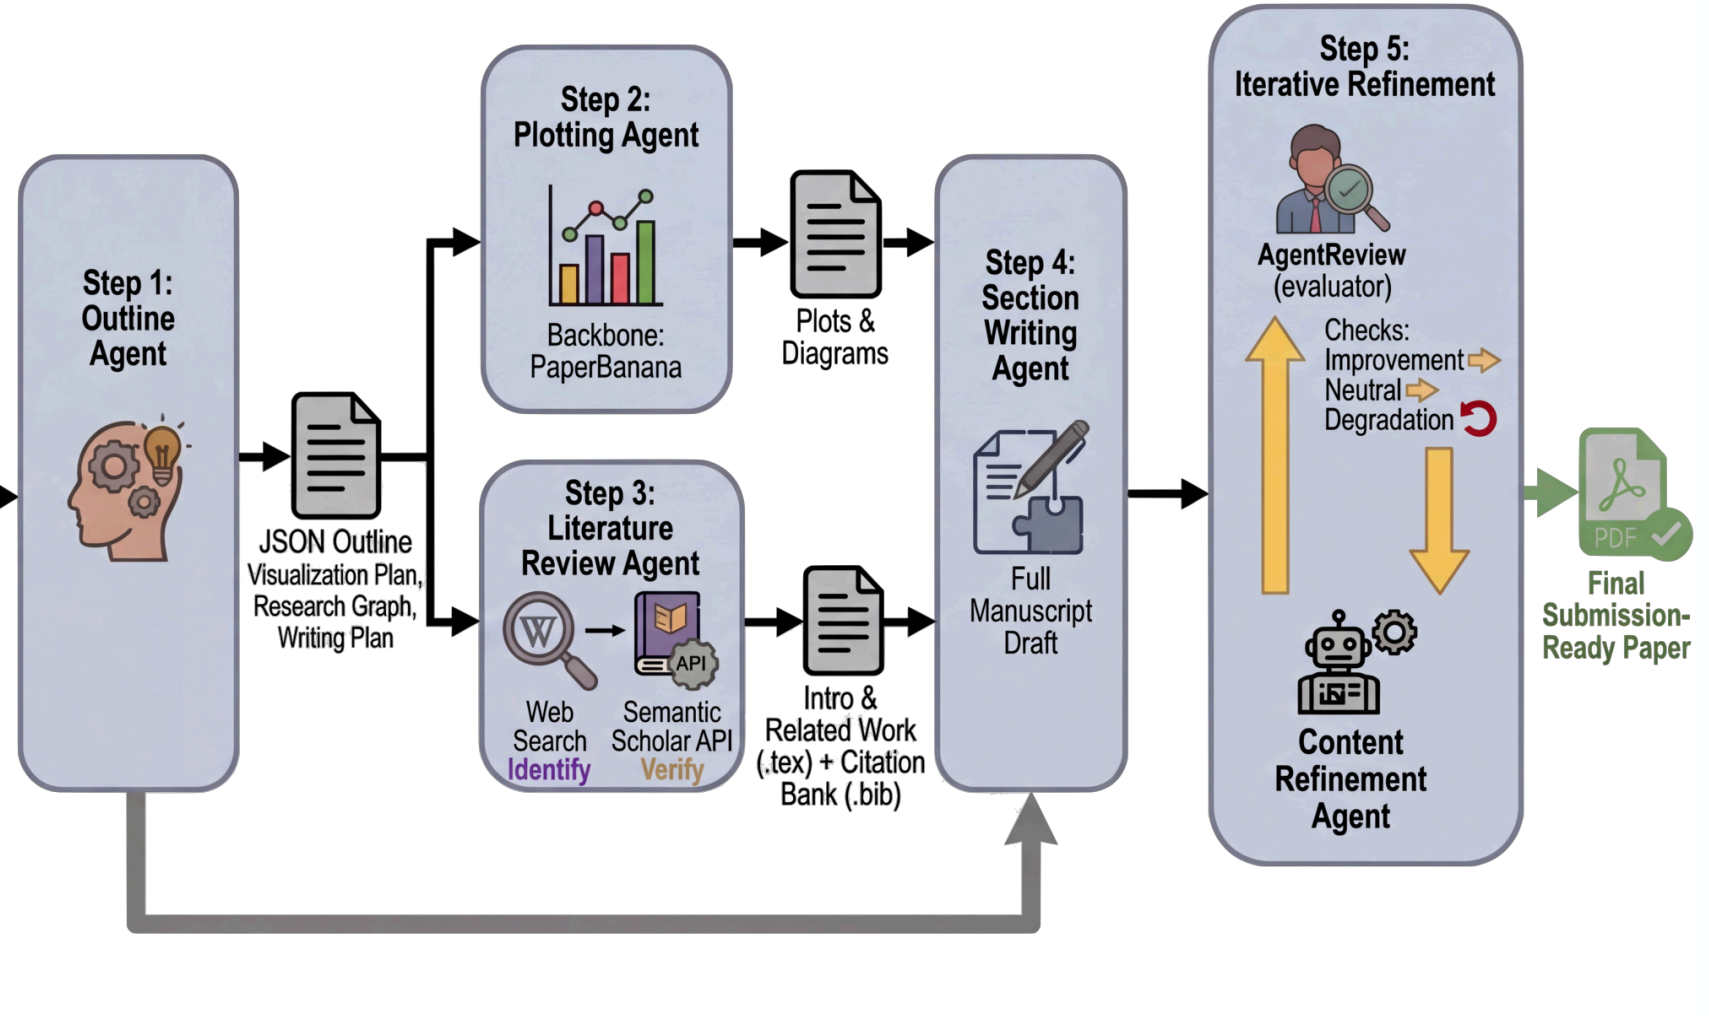 Step 1:
Outline
Agent
JSON Outline
Visualization Plan,
Research Graph,
Writing Plan
Step 2:
Plotting Agent
Backbone:
PaperBanana
Plots &
Diagrams
Step 3:
Literature
Review Agent
W
API
Web
Search
Identify
Semantic
Scholar API
Verify
Intro &
Related Work
(.tex) + Citation
Bank (.bib)
Step 4:
Section
Writing
Agent
Full
Manuscript
Draft
Step 5:
Iterative Refinement
AgentReview
(evaluator)
Checks:
Improvement
Neutral
Degradation
Content
Refinement
Agent
PDF
Final
Submission-
Ready Paper